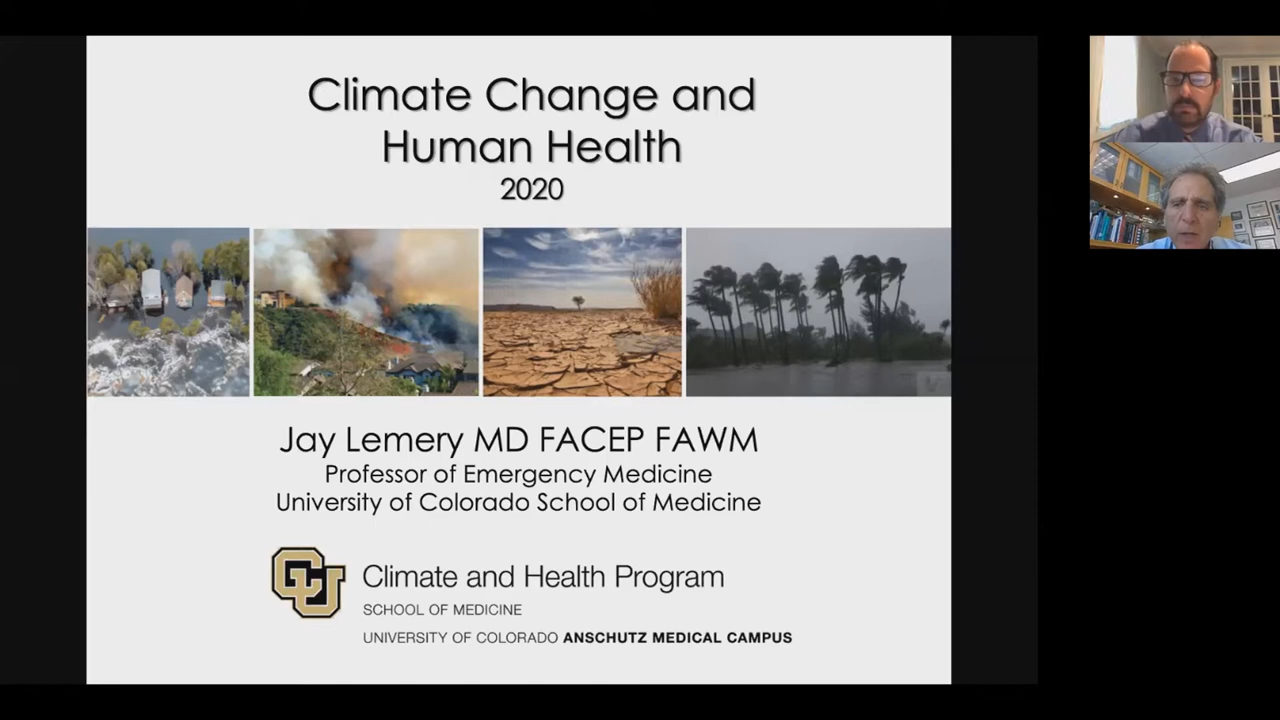 Climate Change and
Human Health
2020
Jay Lemery MD FACEP FAWM
Professor of Emergency Medicine
University of Colorado School of Medicine
CU
Climate and Health Program
SCHOOL OF MEDICINE
UNIVERSITY OF COLORADO ANSCHUTZ MEDICAL CAMPUS